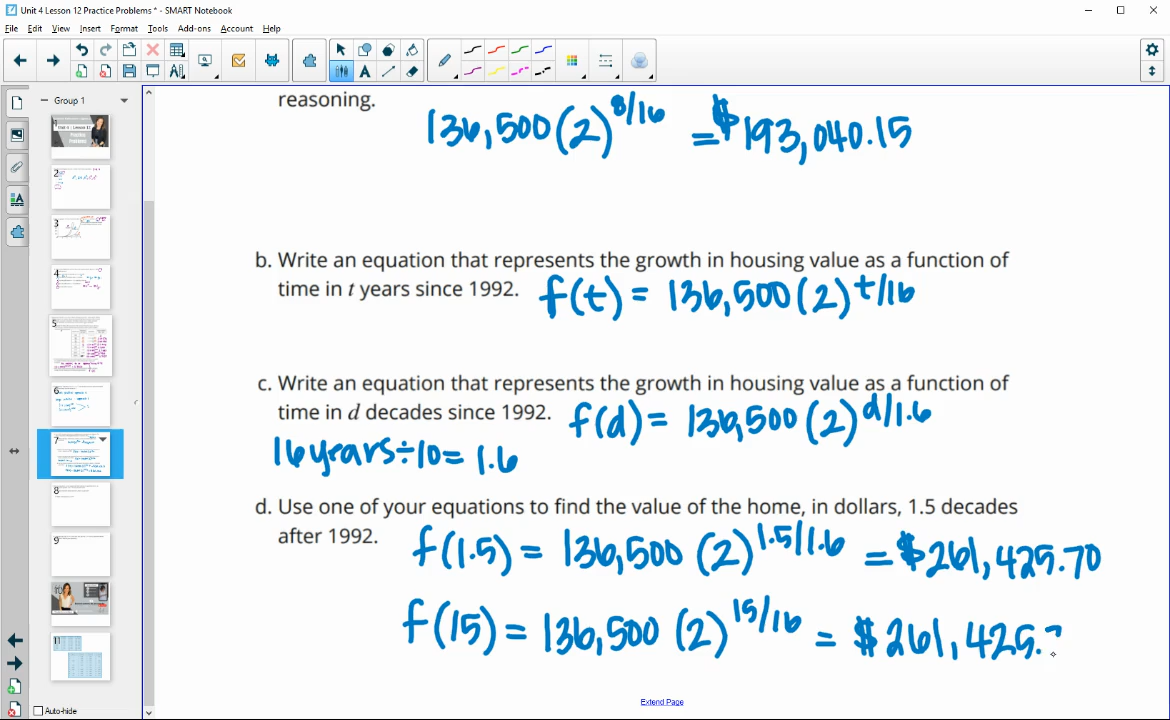 Unit 4 Lesson 12 Practice Problems * - SMART Notebook
File Edit View Insert Format Tools Add-ons Account Help
Group 1
reasoning.
136,500(2)^8/16 = $193,040.15
b. Write an equation that represents the growth in housing value as a function of
time in t years since 1992. f(t) = 136,500(2)^t/16
c. Write an equation that represents the growth in housing value as a function of
time in d decades since 1992. f(d) = 136,500(2)^d/1.6
16 years ÷ 10 = 1.6
d. Use one of your equations to find the value of the home, in dollars, 1.5 decades
after 1992. f(1.5) = 136,500 (2)^1.5/1.6 = $261,425.70
f(15) = 136,500 (2)^15/16 = $261,425.
Extend Page
Auto-hide